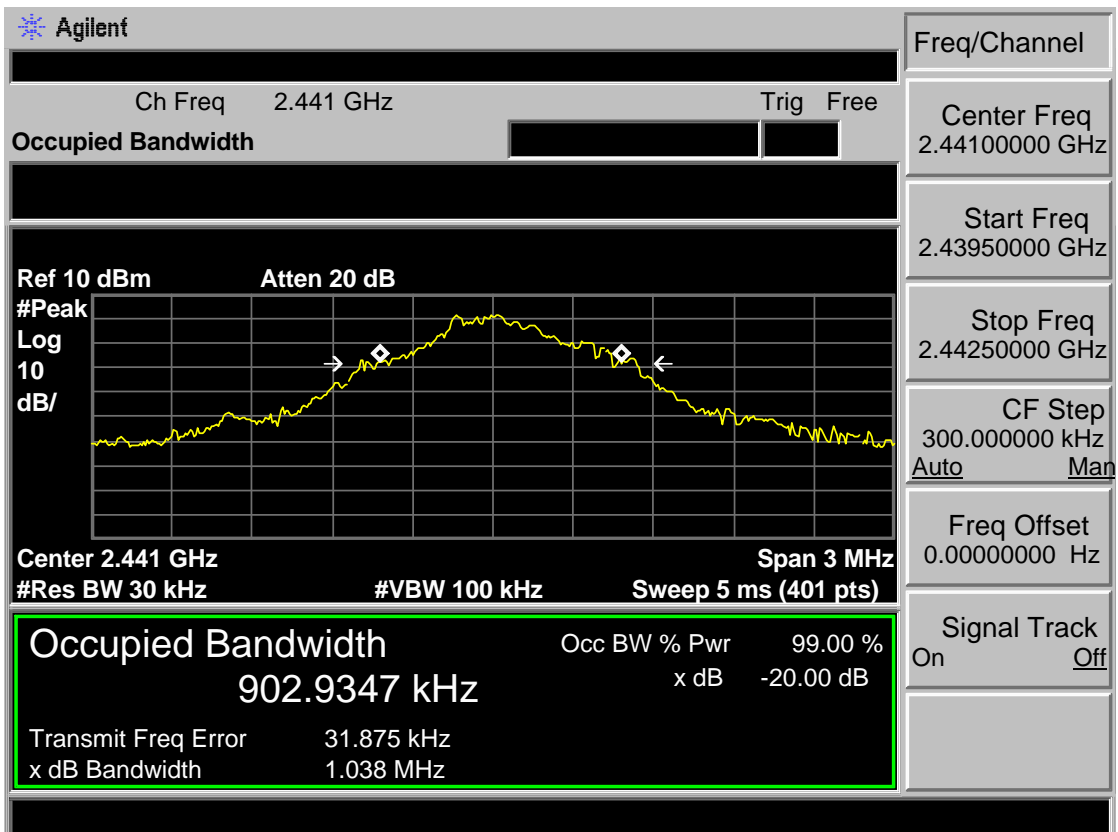 Agilent
Freq/Channel
Ch Freq 2.441 GHz Trig Free
Occupied Bandwidth
Center Freq
2.44100000 GHz
Start Freq
2.43950000 GHz
Stop Freq
2.44250000 GHz
CF Step
300.000000 kHz
Auto Man
Freq Offset
0.00000000 Hz
Signal Track
On Off
Ref 10 dBm Atten 20 dB
#Peak
Log
10
dB/
Center 2.441 GHz Span 3 MHz
#Res BW 30 kHz #VBW 100 kHz Sweep 5 ms (401 pts)
Occupied Bandwidth Occ BW % Pwr 99.00 %
902.9347 kHz x dB -20.00 dB
Transmit Freq Error 31.875 kHz
x dB Bandwidth 1.038 MHz